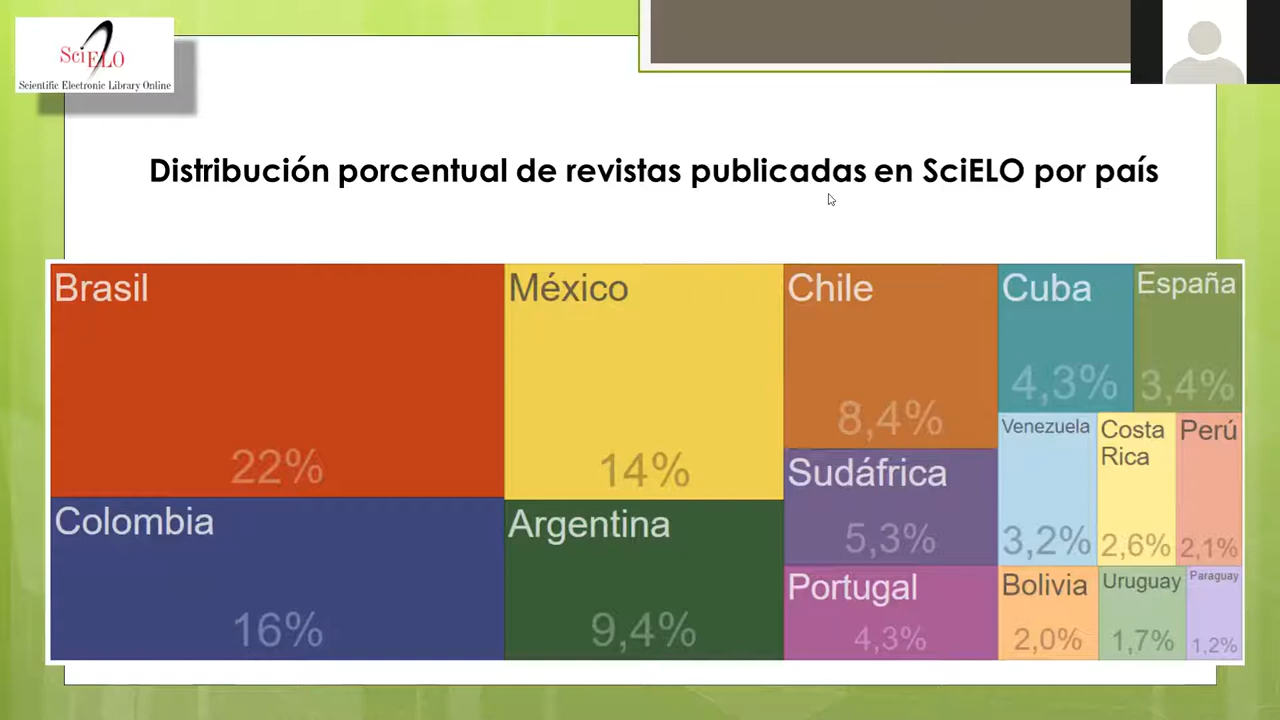 SciELO
Scientific Electronic Library Online
Distribución porcentual de revistas publicadas en SciELO por país
Brasil
22%
Colombia
16%
México
14%
Argentina
9,4%
Chile
8,4%
Sudáfrica
5,3%
Portugal
4,3%
Cuba
4,3%
España
3,4%
Venezuela
3,2%
Costa
Rica
2,6%
Perú
2,1%
Bolivia
2,0%
Uruguay
1,7%
Paraguay
1,2%